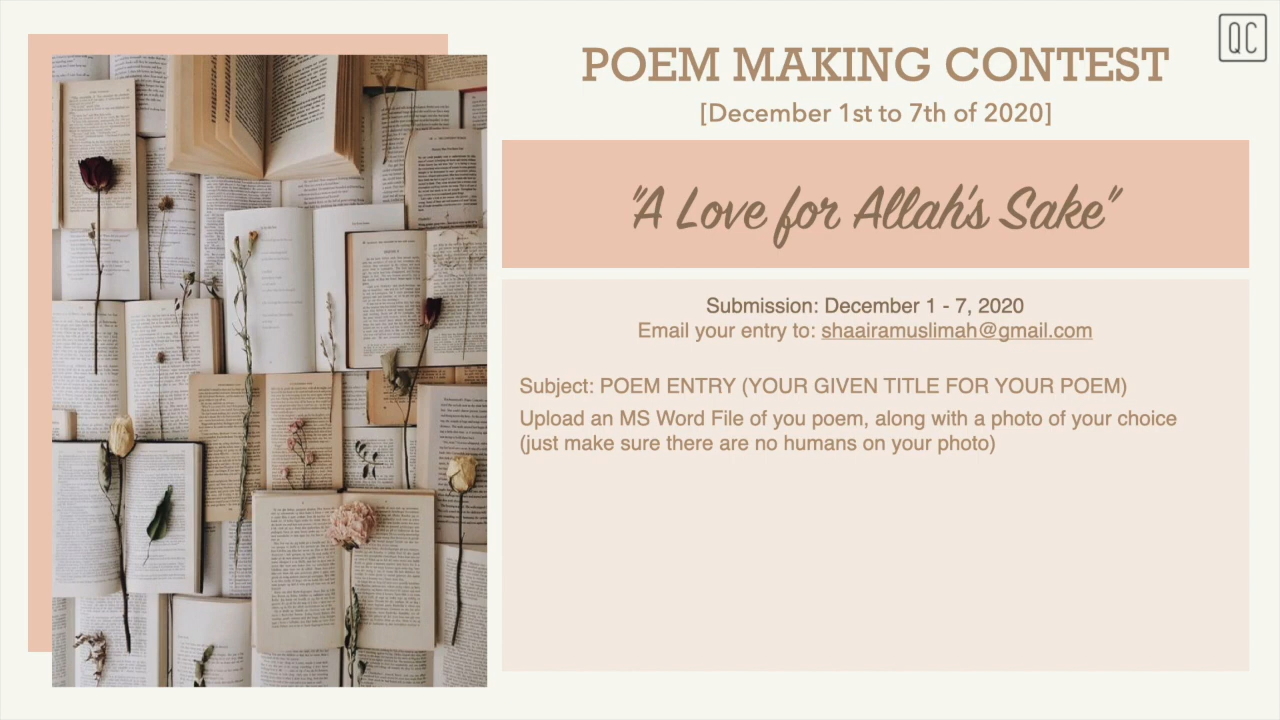 POEM MAKING CONTEST
[December 1st to 7th of 2020]
"A Love for Allah's Sake"
Submission: December 1 - 7, 2020
Email your entry to: shaairamuslimah@gmail.com
Subject: POEM ENTRY (YOUR GIVEN TITLE FOR YOUR POEM)
Upload an MS Word File of you poem, along with a photo of your choice
(just make sure there are no humans on your photo)
QC